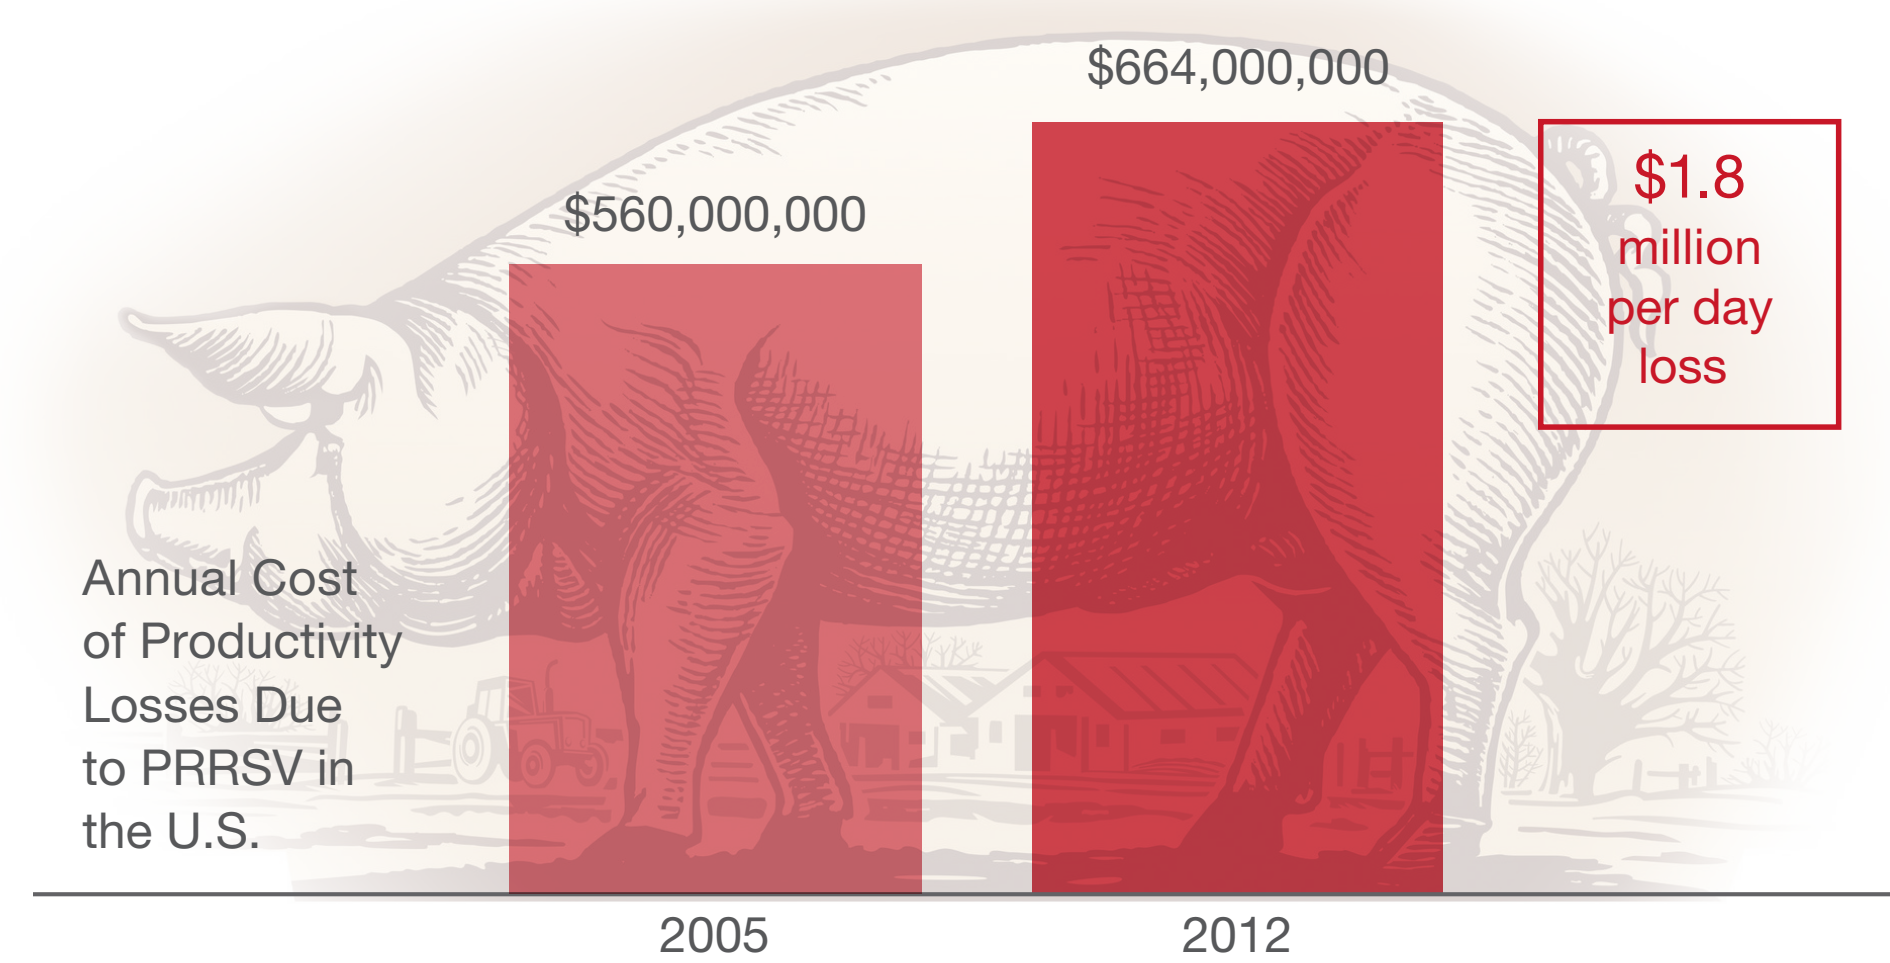 $664,000,000
$560,000,000
$1.8
million
per day
loss
Annual Cost
of Productivity
Losses Due
to PRRSV in
the U.S.
2005
2012